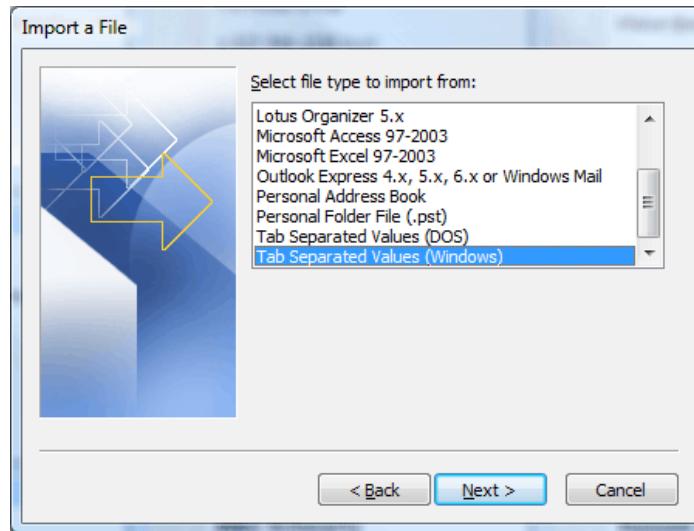 Import a File
Select file type to import from:
Lotus Organizer 5.x
Microsoft Access 97-2003
Microsoft Excel 97-2003
Outlook Express 4.x, 5.x, 6.x or Windows Mail
Personal Address Book
Personal Folder File (.pst)
Tab Separated Values (DOS)
Tab Separated Values (Windows)
< Back Next > Cancel